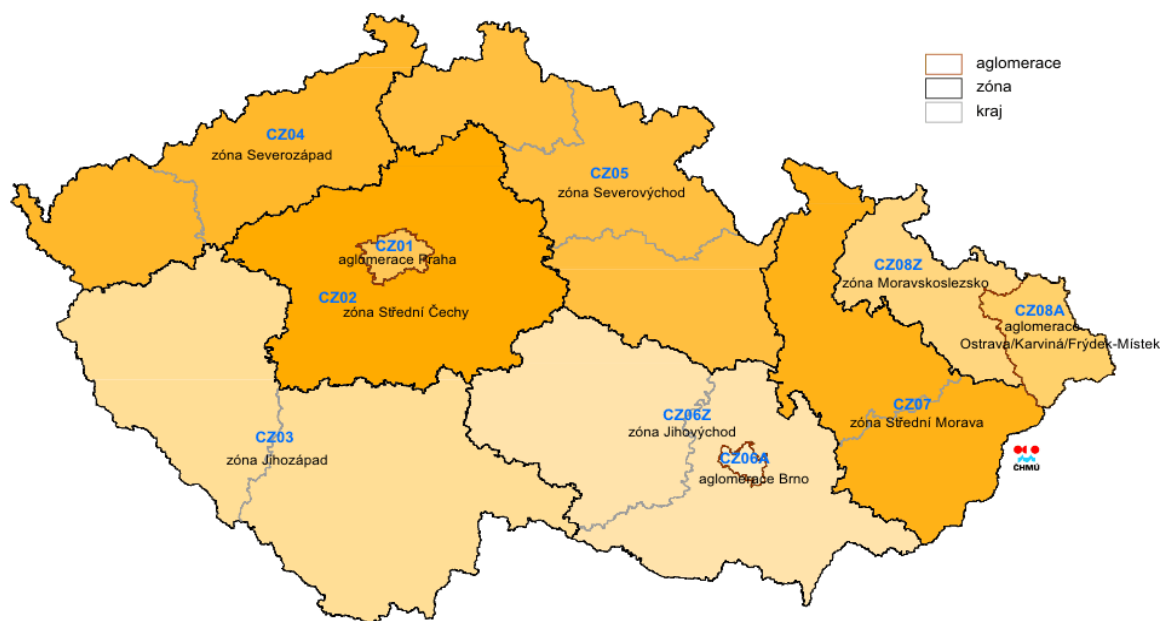 aglomerace
zóna
kraj
CZ04
zóna Severozápad
CZ05
zóna Severovýchod
CZ01
aglomerace Praha
CZ02
zóna Střední Čechy
CZ08Z
zóna Moravskoslezsko
CZ08A
aglomerace
Ostrava/Karviná/Frýdek-Místek
CZ07
zóna Střední Morava
CZ06Z
zóna Jihovýchod
CZ03
zóna Jihozápad
CZ06A
aglomerace Brno
ČHMÚ